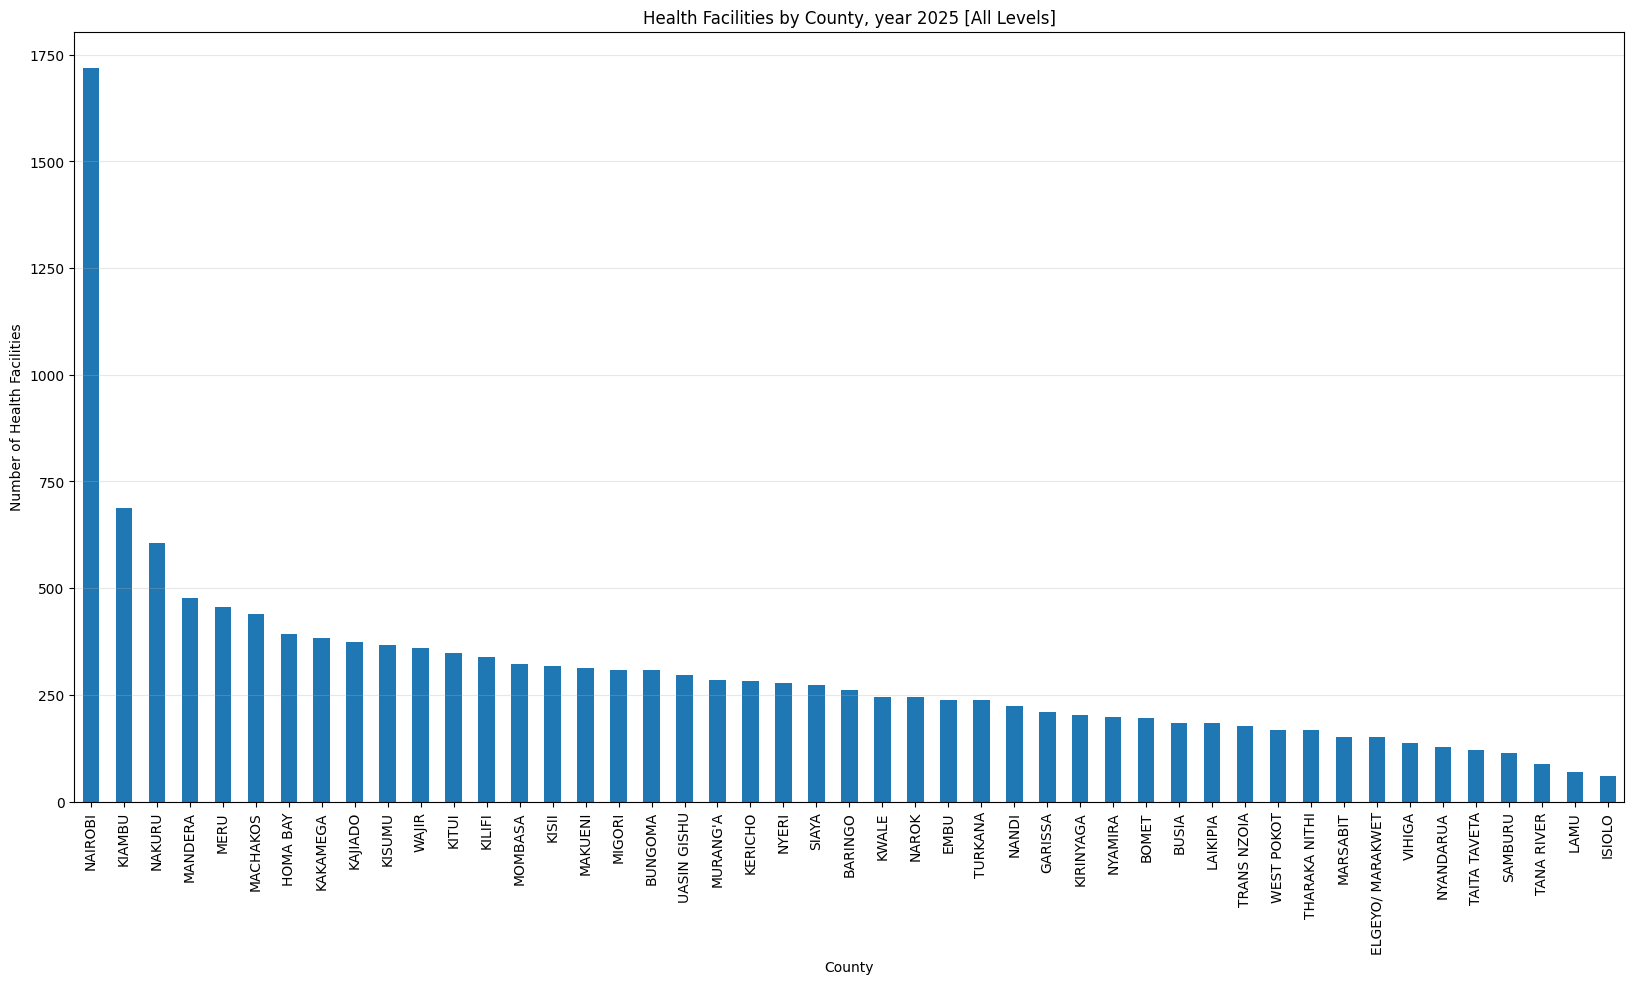 Health Facilities by County, year 2025 [All Levels]
Number of Health Facilities
1750
1500
1250
1000
750
500
250
0
NAIROBI
KIAMBU
NAKURU
MANDERA
MERU
MACHAKOS
HOMA BAY
KAKAMEGA
KAJIADO
KISUMU
WAJIR
KITUI
KILIFI
MOMBASA
KISII
MAKUENI
MIGORI
BUNGOMA
UASIN GISHU
MURANG'A
KERICHO
NYERI
SIAYA
BARINGO
KWALE
NAROK
EMBU
TURKANA
NANDI
GARISSA
KIRINYAGA
NYAMIRA
BOMET
BUSIA
LAIKIPIA
TRANS NZOIA
WEST POKOT
THARAKA NITHI
MARSABIT
ELGEYO/ MARAKWET
VIHIGA
NYANDARUA
TAITA TAVETA
SAMBURU
TANA RIVER
LAMU
ISIOLO
County